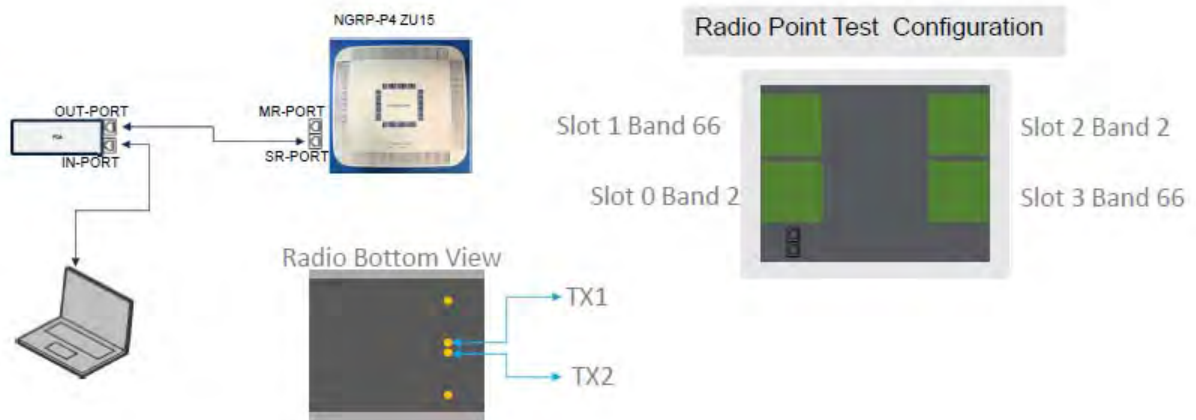 NGRP-P4 ZU15
OUT-PORT
IN-PORT
MR-PORT
SR-PORT
Radio Point Test Configuration
Slot 1 Band 66
Slot 2 Band 2
Slot 0 Band 2
Slot 3 Band 66
Radio Bottom View
TX1
TX2